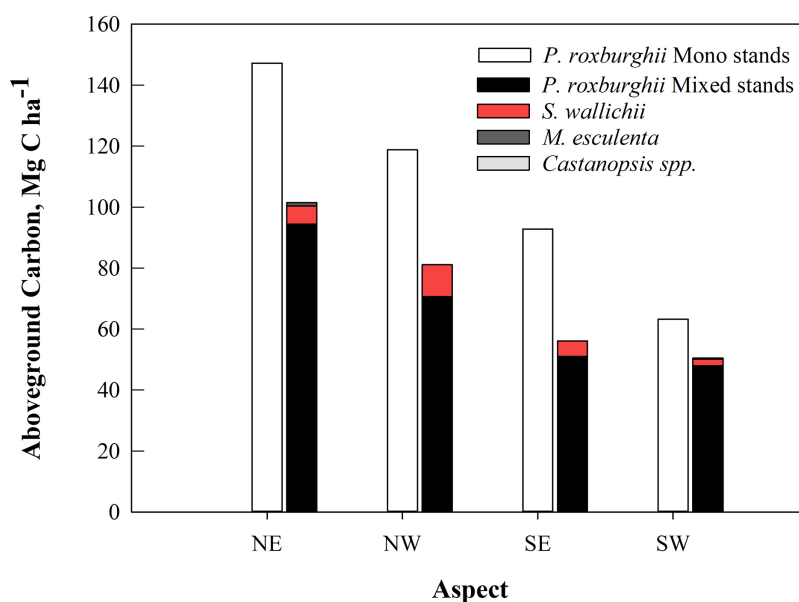 Aboveground Carbon, Mg C ha-1
160
140
120
100
80
60
40
20
0
P. roxburghii Mono stands
P. roxburghii Mixed stands
S. wallichii
M. esculenta
Castanopsis spp.
NE
NW
SE
SW
Aspect